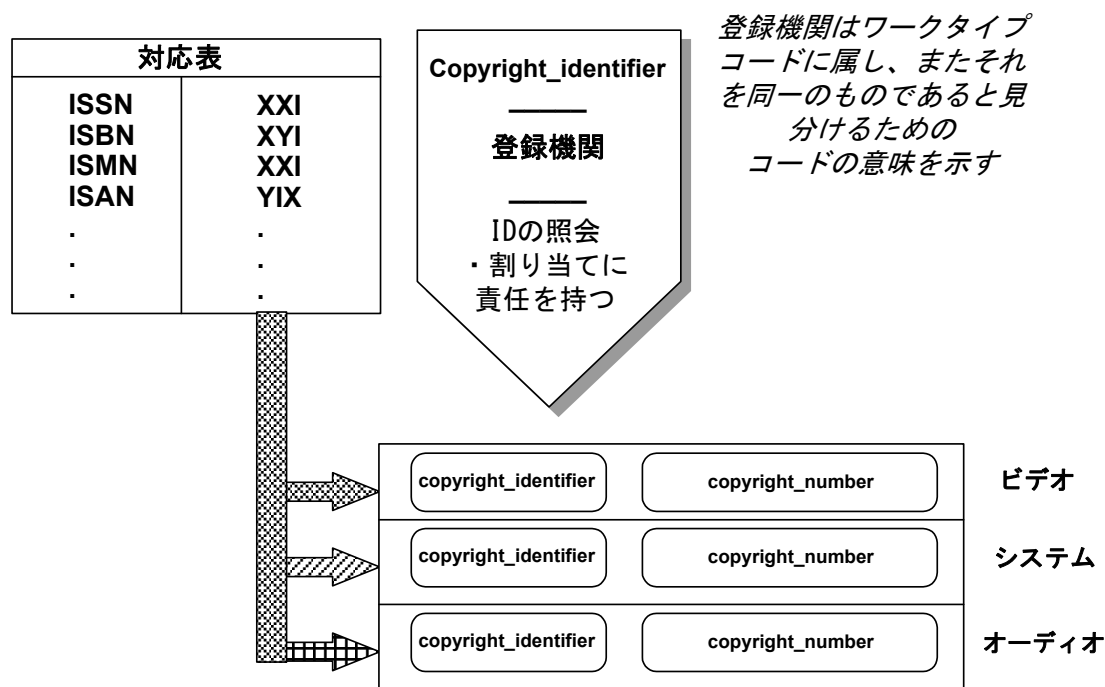 対応表
ISSN XXI
ISBN XYI
ISMN XXI
ISAN YIX
. .
. .
. .
Copyright_identifier
登録機関
IDの照会
・割り当てに
責任を持つ
登録機関はワークタイプ
コードに属し、またそれ
を同一のものであると見
分けるための
コードの意味を示す
copyright_identifier copyright_number ビデオ
copyright_identifier copyright_number システム
copyright_identifier copyright_number オーディオ